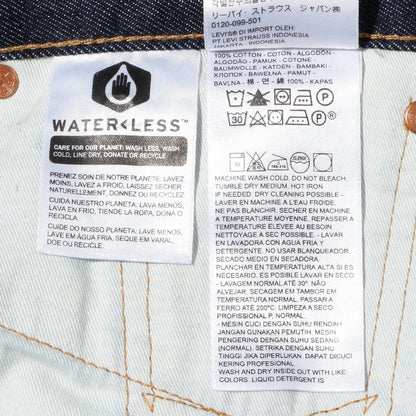 WATER<LESS™
CARE FOR OUR PLANET: WASH LESS, WASH
COLD, LINE DRY, DONATE OR RECYCLE
PRENEZ SOIN DE NOTRE PLANETE: LAVEZ
MOINS, LAVEZ A FROID, LAISSEZ SECHER
NATURELLEMENT, DONNEZ OU RECYCLEZ
CUIDA NUESTRO PLANETA: LAVA MENOS,
LAVA EN FRIO, TIENDE LA ROPA, DONA O
RECICLA
CUIDE DO NOSSO PLANETA: LAVE MENOS,
LAVE EM ÁGUA FRIA, SEQUE EM VARAL,
DOE OU RECICLE.
リーバイ・ストラウス ジャパン㈱
0120-099-501
LEVI'S® DI IMPOR OLEH:
PT LEVI STRAUSS INDONESIA
JAKARTA, INDONESIA
100% COTTON - COTON - ALGODÓN -
ALGODÃO - PAMUK - COTONE -
BAUMWOLLE - KATOEN - BAWEŁNA -
ХЛОПОК - BAVLNA - PAMUT -
BAVLNA - 棉 - 면 - 綿 - 100% - KAPAS
30
MACHINE WASH COLD. DO NOT BLEACH.
TUMBLE DRY MEDIUM. HOT IRON
IF NEEDED. DRY CLEANING POSSIBLE -
LAVER EN MACHINE A L'EAU FROIDE.
NE PAS BLANCHIR. SECHER EN MACHINE
A TEMPERATURE MOYENNE. REPASSER A
TEMPERATURE ELEVEE AU BESOIN
NETTOYAGE A SEC POSSIBLE. - LAVAR
EN LAVADORA CON AGUA FRIA Y
DETERGENTE. NO USAR BLANQUEADOR
SECADO MEDIO EN SECADORA.
PLANCHA EN TEMPERATURA ALTA SI ES
NECESARIO. ES POSIBLE LAVADO EN SECO
- LAVAGEM NORMAL ATÉ 30°. NÃO
ALVEJAR. SECAGEM EM TAMBOR EM
TEMPERATURA NORMAL. PASSAR A
FERRO ATÉ 200°C. LIMPEZA A SECO
PROFISSIONAL P, NORMAL.
- MESIN CUCI DENGAN SUHU RENDAH
JANGAN GUNAKAN PEMUTIH. MESIN
PENGERING DENGAN SUHU SEDANG
SETRIKA DENGAN SUHU
TINGGI JIKA DIPERLUKAN. DAPAT DICUCI
KERING PROFESSIONAL.
WASH AND DRY INSIDE OUT WITH LIKE
COLORS. LIQUID DETERGENT IS